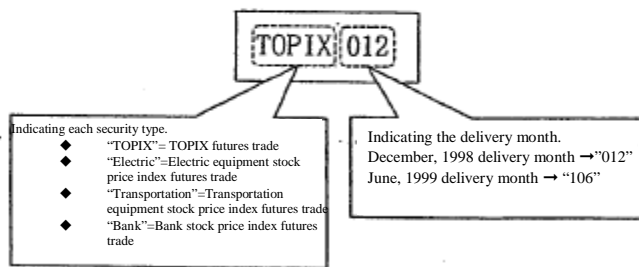 TOPIX 012
Indicating each security type.
◆ “TOPIX”= TOPIX futures trade
◆ “Electric”=Electric equipment stock
price index futures trade
◆ “Transportation”=Transportation
equipment stock price index futures trade
◆ “Bank”=Bank stock price index futures
trade
Indicating the delivery month.
December, 1998 delivery month →”012”
June, 1999 delivery month → “106”